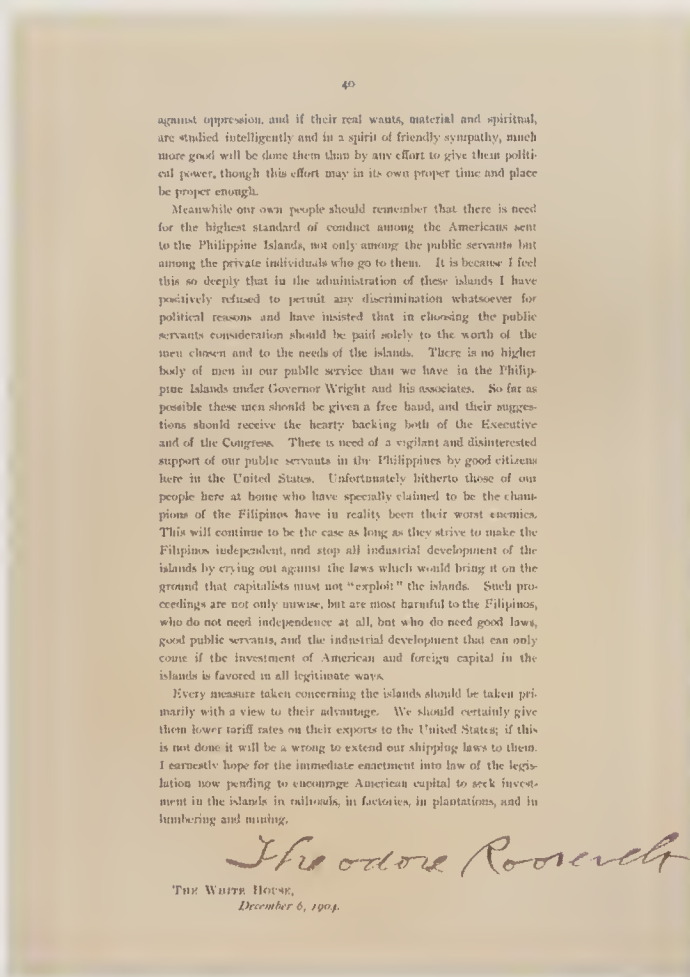 40
against oppression, and if their real wants, material and spiritual,
are studied intelligently and in a spirit of friendly sympathy, much
more good will be done them than by any effort to give them politi-
cal power, though this effort may in its own proper time and place
be proper enough.
Meanwhile our own people should remember that there is need
for the highest standard of conduct among the Americans sent
to the Philippine Islands, not only among the public servants but
among the private individuals who go to them. It is because I feel
this so deeply that in the administration of these islands I have
positively refused to permit any discrimination whatsoever for
political reasons and have insisted that in choosing the public
servants consideration should be paid solely to the worth of the
men chosen and to the needs of the islands. There is no higher
body of men in our public service than we have in the Philip-
pine Islands under Governor Wright and his associates. So far as
possible these men should be given a free hand, and their sugges-
tions should receive the hearty backing both of the Executive
and of the Congress. There is need of a vigilant and disinterested
support of our public servants in the Philippines by good citizens
here in the United States. Unfortunately hitherto those of our
people here at home who have specially claimed to be the cham-
pions of the Filipinos have in reality been their worst enemies.
This will continue to be the case as long as they strive to make the
Filipinos independent, and stop all industrial development of the
islands by crying out against the laws which would bring it on the
ground that capitalists must not "exploit" the islands. Such pro-
ceedings are not only unwise, but are most harmful to the Filipinos,
who do not need independence at all, but who do need good laws,
good public servants, and the industrial development that can only
come if the investment of American and foreign capital in the
islands is favored in all legitimate ways.
Every measure taken concerning the islands should be taken pri-
marily with a view to their advantage. We should certainly give
them lower tariff rates on their exports to the United States; if this
is not done it will be a wrong to extend our shipping laws to them.
I earnestly hope for the immediate enactment into law of the legis-
lation now pending to encourage American capital to seek invest-
ment in the islands in railroads, in factories, in plantations, and in
lumbering and mining.
Theodore Roosevelt
THE WHITE HOUSE,
December 6, 1904.